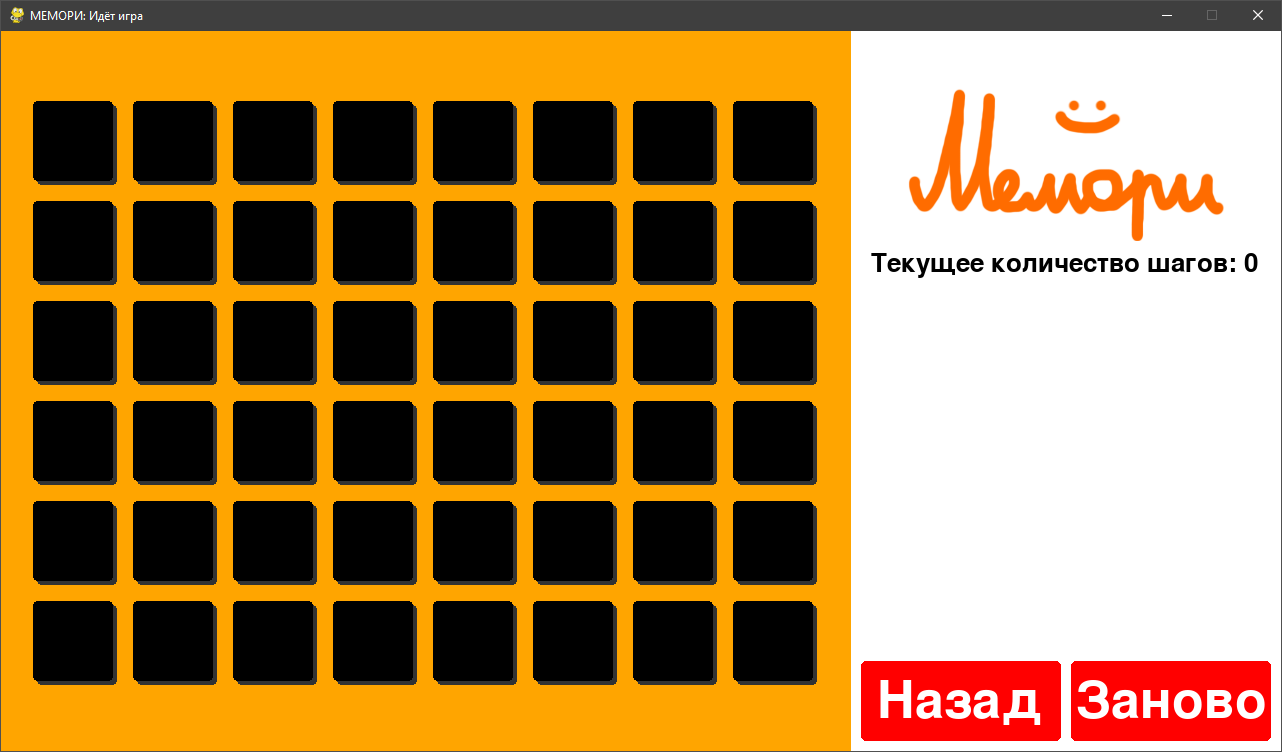 МЕМОРИ: Идёт игра
Мемори
Текущее количество шагов: 0
Назад Заново